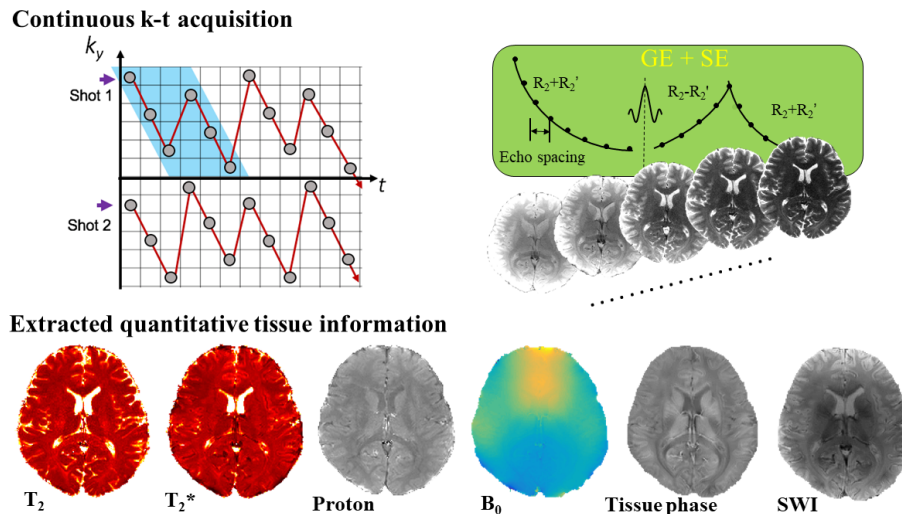 Continuous k-t acquisition
k_y
Shot 1
t
Shot 2
GE + SE
R₂+R₂'
R₂-R₂'
R₂+R₂'
Echo spacing
Extracted quantitative tissue information
T₂
T₂*
Proton
B₀
Tissue phase
SWI